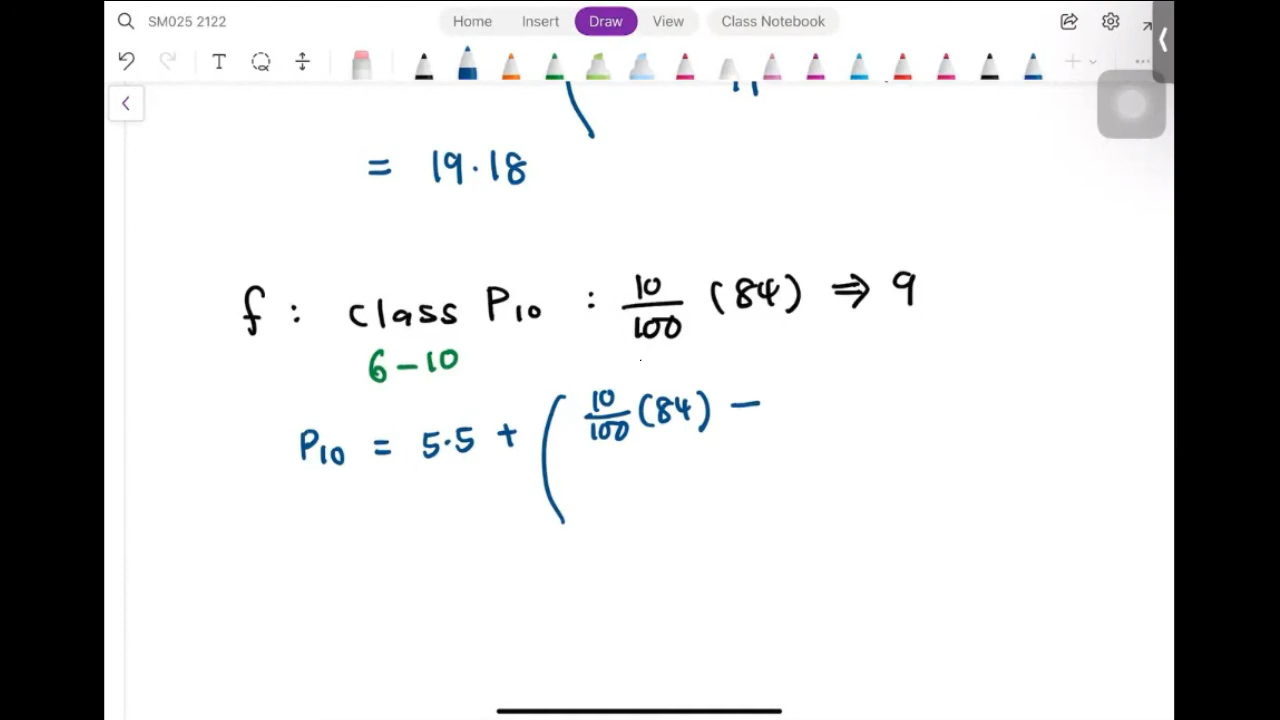 SM025 2122
Home Insert Draw View Class Notebook
= 19.18
f : class P10 : 10/100 (84) ⇒ 9
6 - 10
P10 = 5.5 + ( 10/100 (84) -